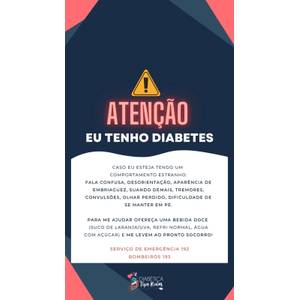 ATENÇÃO
EU TENHO DIABETES
CASO EU ESTEJA TENDO UM
COMPORTAMENTO ESTRANHO:
FALA CONFUSA, DESORIENTAÇÃO, APARÊNCIA DE
EMBRIAGUEZ, SUANDO DEMAIS, TREMORES,
CONVULSÕES, OLHAR PERDIDO, DIFICULDADE DE
SE MANTER EM PÉ.
PARA ME AJUDAR OFEREÇA UMA BEBIDA DOCE
(SUCO DE LARANJA/UVA, REFRI NORMAL, ÁGUA
COM AÇÚCAR) E ME LEVEM AO PRONTO SOCORRO!
SERVIÇO DE EMERGÊNCIA 192
BOMBEIROS 193
DIABÉTICA